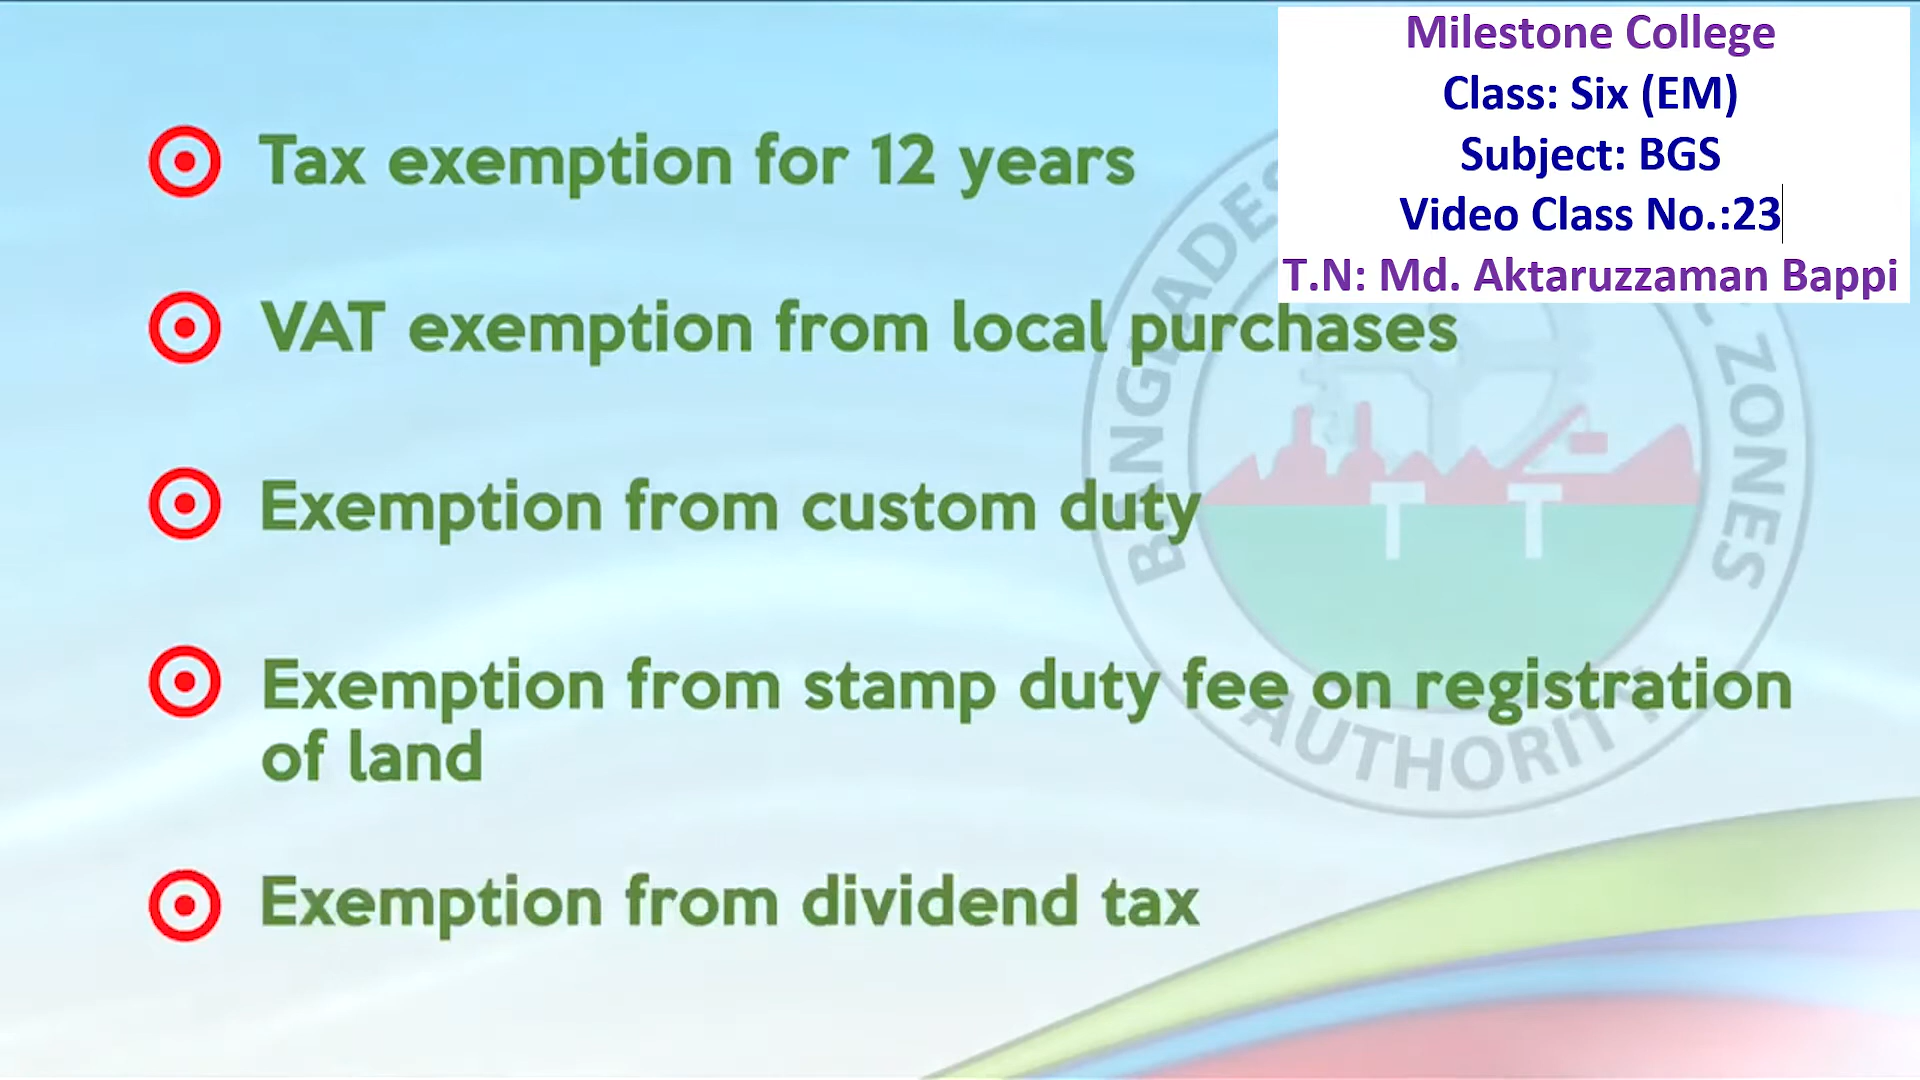 Milestone College
Class: Six (EM)
Subject: BGS
Video Class No.:23
T.N: Md. Aktaruzzaman Bappi
Tax exemption for 12 years
VAT exemption from local purchases
Exemption from custom duty
Exemption from stamp duty fee on registration
of land
Exemption from dividend tax
ZONES
AUTHORITY